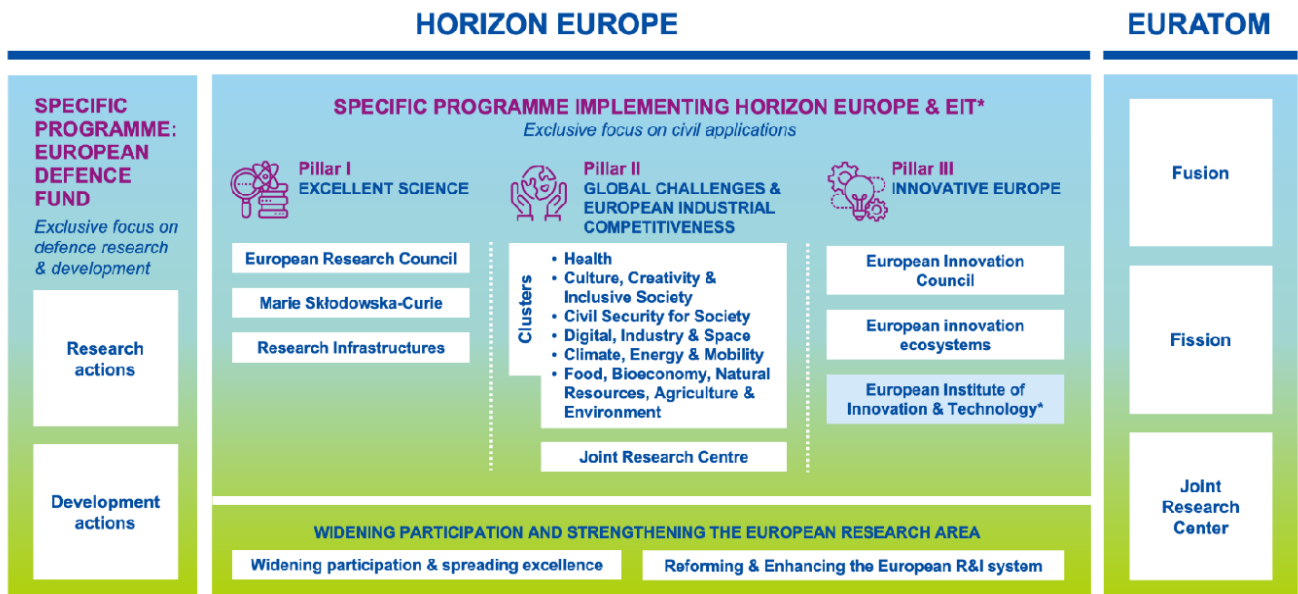 HORIZON EUROPE
EURATOM
SPECIFIC
PROGRAMME:
EUROPEAN
DEFENCE
FUND
Exclusive focus on
defence research
& development
Research
actions
Development
actions
SPECIFIC PROGRAMME IMPLEMENTING HORIZON EUROPE & EIT*
Exclusive focus on civil applications
Pillar I
EXCELLENT SCIENCE
European Research Council
Marie Skłodowska-Curie
Research Infrastructures
Pillar II
GLOBAL CHALLENGES &
EUROPEAN INDUSTRIAL
COMPETITIVENESS
Clusters
• Health
• Culture, Creativity &
Inclusive Society
• Civil Security for Society
• Digital, Industry & Space
• Climate, Energy & Mobility
• Food, Bioeconomy, Natural
Resources, Agriculture &
Environment
Joint Research Centre
Pillar III
INNOVATIVE EUROPE
European Innovation
Council
European innovation
ecosystems
European Institute of
Innovation & Technology*
WIDENING PARTICIPATION AND STRENGTHENING THE EUROPEAN RESEARCH AREA
Widening participation & spreading excellence
Reforming & Enhancing the European R&I system
Fusion
Fission
Joint
Research
Center